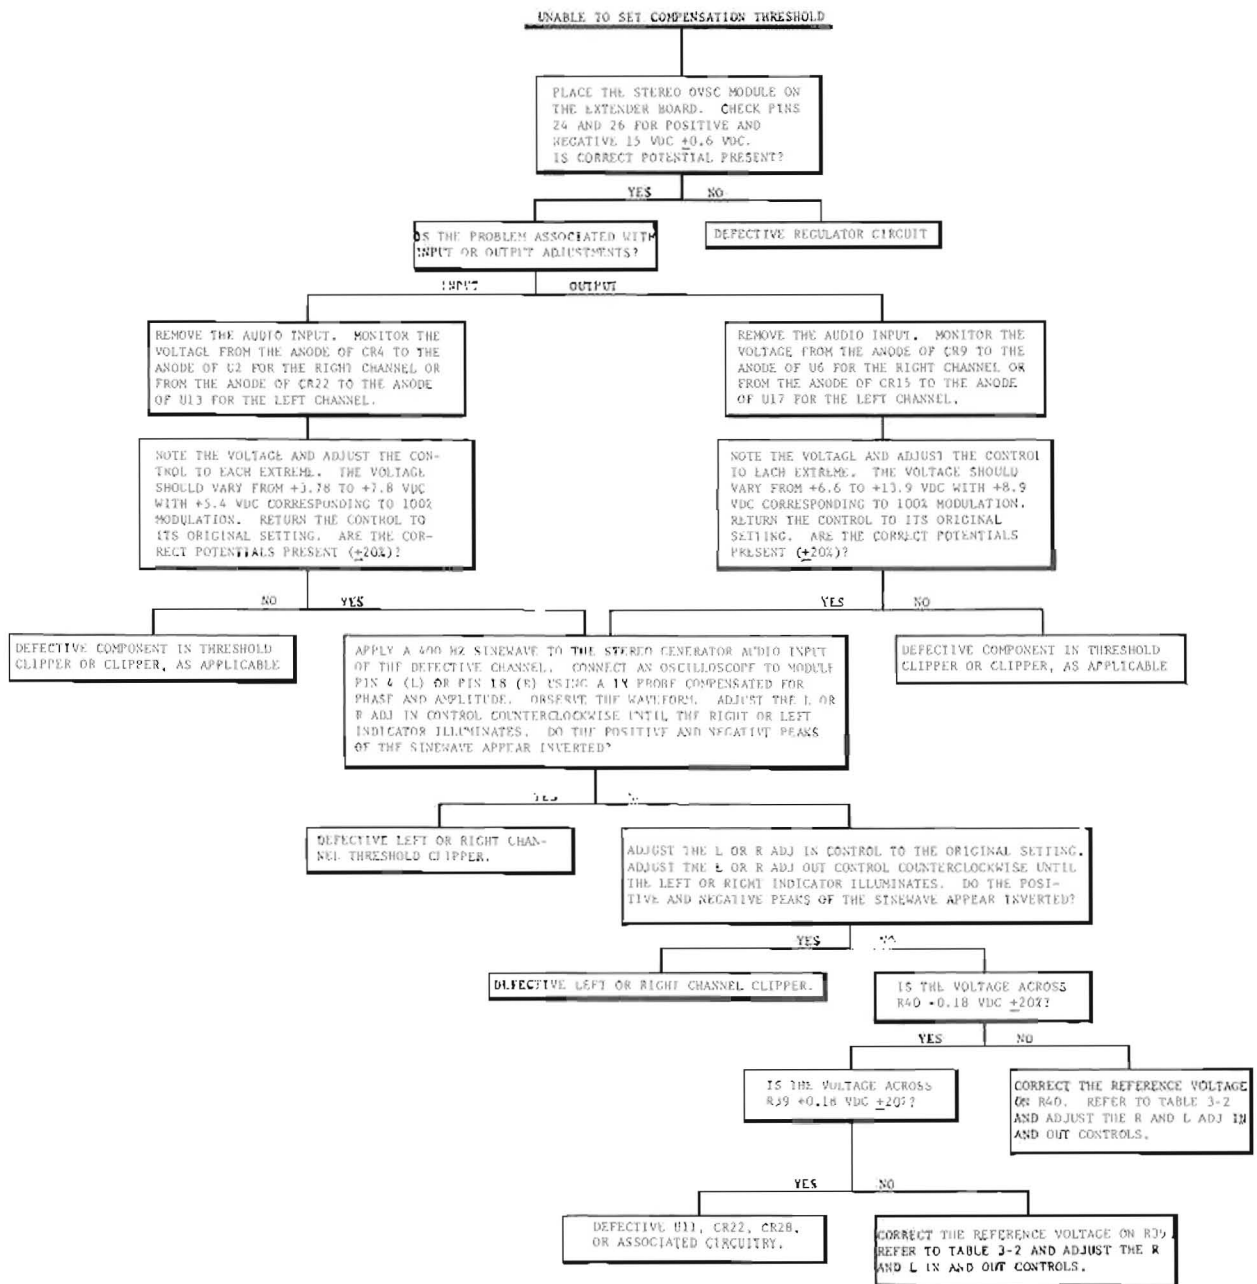 UNABLE TO SET COMPENSATION THRESHOLD
PLACE THE STEREO OVSC MODULE ON
THE EXTENDER BOARD. CHECK PINS
24 AND 26 FOR POSITIVE AND
NEGATIVE 15 VDC ±0.6 VDC.
IS CORRECT POTENTIAL PRESENT?
YES NO
IS THE PROBLEM ASSOCIATED WITH
INPUT OR OUTPUT ADJUSTMENTS?
DEFECTIVE REGULATOR CIRCUIT
INPUT OUTPUT
REMOVE THE AUDIO INPUT. MONITOR THE
VOLTAGE FROM THE ANODE OF CR4 TO THE
ANODE OF U2 FOR THE RIGHT CHANNEL OR
FROM THE ANODE OF CR22 TO THE ANODE
OF U13 FOR THE LEFT CHANNEL.
REMOVE THE AUDIO INPUT. MONITOR THE
VOLTAGE FROM THE ANODE OF CR9 TO THE
ANODE OF U6 FOR THE RIGHT CHANNEL OR
FROM THE ANODE OF CR15 TO THE ANODE
OF U17 FOR THE LEFT CHANNEL.
NOTE THE VOLTAGE AND ADJUST THE CON-
TROL TO EACH EXTREME. THE VOLTAGE
SHOULD VARY FROM +3.78 TO +7.8 VDC
WITH +5.4 VDC CORRESPONDING TO 100%
MODULATION. RETURN THE CONTROL TO
ITS ORIGINAL SETTING. ARE THE COR-
RECT POTENTIALS PRESENT (±20%)?
NOTE THE VOLTAGE AND ADJUST THE CONTROL
TO EACH EXTREME. THE VOLTAGE SHOULD
VARY FROM +6.6 TO +13.9 VDC WITH +8.9
VDC CORRESPONDING TO 100% MODULATION.
RETURN THE CONTROL TO ITS ORIGINAL
SETTING. ARE THE CORRECT POTENTIALS
PRESENT (±20%)?
NO YES
YES NO
DEFECTIVE COMPONENT IN THRESHOLD
CLIPPER OR CLIPPER, AS APPLICABLE
APPLY A 400 HZ SINEWAVE TO THE STEREO GENERATOR AUDIO INPUT
OF THE DEFECTIVE CHANNEL. CONNECT AN OSCILLOSCOPE TO MODULE
PIN 4 (L) OR PIN 18 (R) USING A 1X PROBE COMPENSATED FOR
PHASE AND AMPLITUDE. OBSERVE THE WAVEFORM. ADJUST THE L OR
R ADJ IN CONTROL COUNTERCLOCKWISE UNTIL THE RIGHT OR LEFT
INDICATOR ILLUMINATES. DO THE POSITIVE AND NEGATIVE PEAKS
OF THE SINEWAVE APPEAR INVERTED?
DEFECTIVE COMPONENT IN THRESHOLD
CLIPPER OR CLIPPER, AS APPLICABLE
YES
DEFECTIVE LEFT OR RIGHT CHAN-
NEL THRESHOLD CLIPPER.
ADJUST THE L OR R ADJ IN CONTROL TO THE ORIGINAL SETTING.
ADJUST THE L OR R ADJ OUT CONTROL COUNTERCLOCKWISE UNTIL
THE LEFT OR RIGHT INDICATOR ILLUMINATES. DO THE POSI-
TIVE AND NEGATIVE PEAKS OF THE SINEWAVE APPEAR INVERTED?
YES NO
DEFECTIVE LEFT OR RIGHT CHANNEL CLIPPER.
IS THE VOLTAGE ACROSS
R40 -0.18 VDC ±20%?
YES NO
IS THE VOLTAGE ACROSS
R39 +0.18 VDC ±20%?
CORRECT THE REFERENCE VOLTAGE
ON R40. REFER TO TABLE 3-2
AND ADJUST THE R AND L ADJ IN
AND OUT CONTROLS.
YES NO
DEFECTIVE U11, CR22, CR28,
OR ASSOCIATED CIRCUITRY.
CORRECT THE REFERENCE VOLTAGE ON R39.
REFER TO TABLE 3-2 AND ADJUST THE R
AND L IN AND OUT CONTROLS.